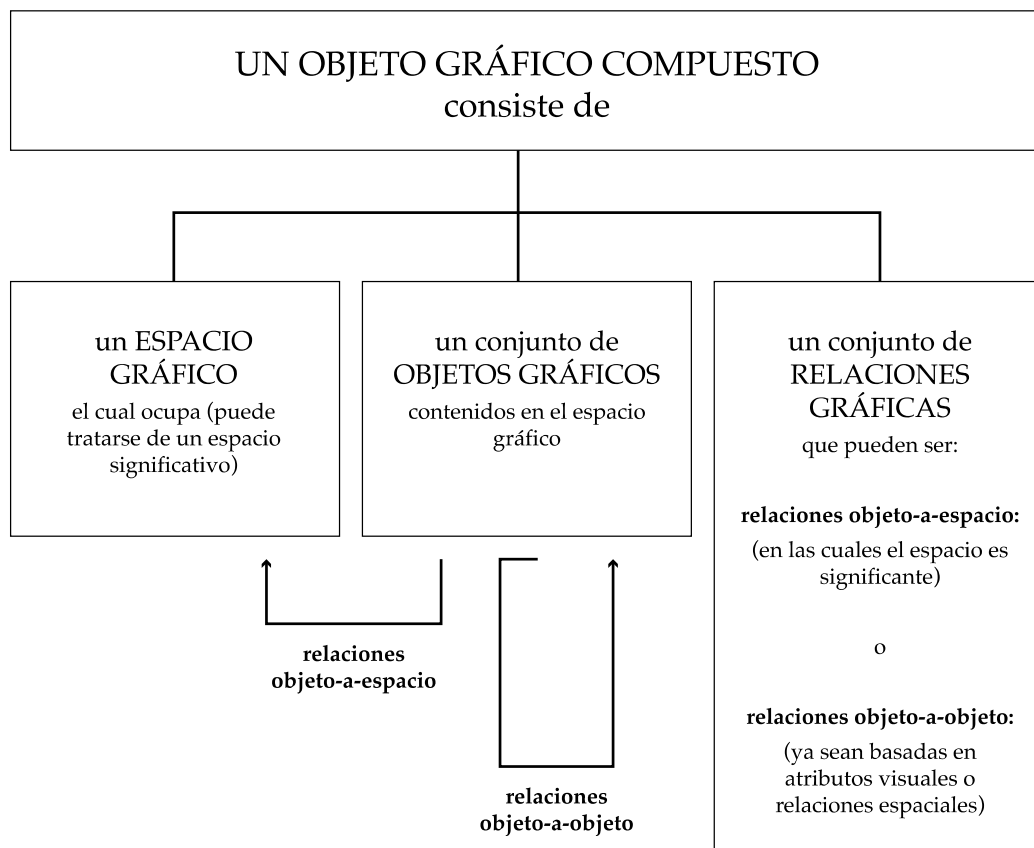 UN OBJETO GRÁFICO COMPUESTO
consiste de
un ESPACIO
GRÁFICO
el cual ocupa (puede
tratarse de un espacio
significativo)
un conjunto de
OBJETOS GRÁFICOS
contenidos en el espacio
gráfico
un conjunto de
RELACIONES
GRÁFICAS
que pueden ser:
relaciones objeto-a-espacio:
(en las cuales el espacio es
significante)
o
relaciones objeto-a-objeto:
(ya sean basadas en
atributos visuales o
relaciones espaciales)
relaciones
objeto-a-espacio
relaciones
objeto-a-objeto